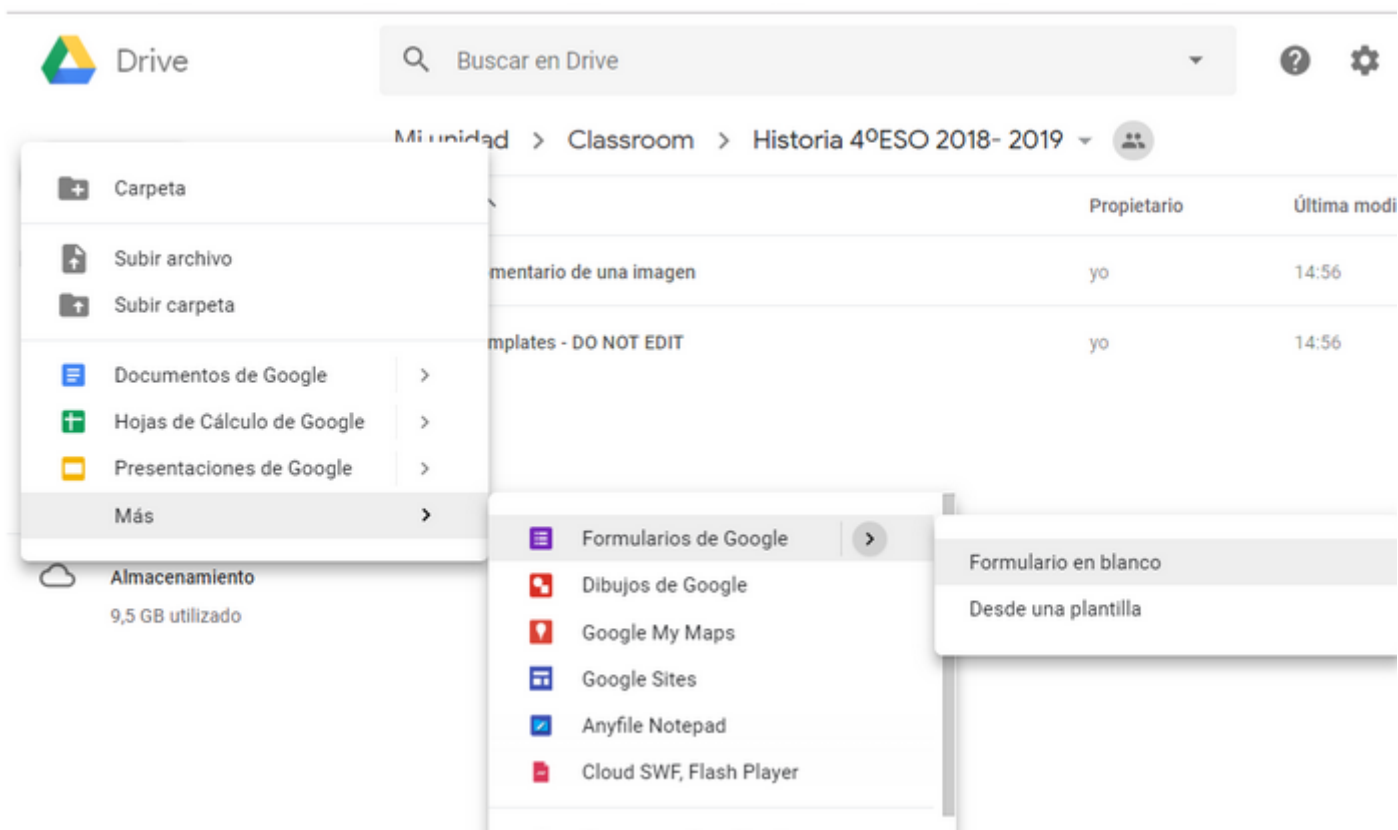 Drive
Buscar en Drive
Mi unidad > Classroom > Historia 4ºESO 2018- 2019
Carpeta
Propietario
Última modi
Subir archivo
mentario de una imagen
yo
14:56
Subir carpeta
mplates - DO NOT EDIT
yo
14:56
Documentos de Google
Hojas de Cálculo de Google
Presentaciones de Google
Más
Formularios de Google
Formulario en blanco
Almacenamiento
Dibujos de Google
Desde una plantilla
9,5 GB utilizado
Google My Maps
Google Sites
Anyfile Notepad
Cloud SWF, Flash Player